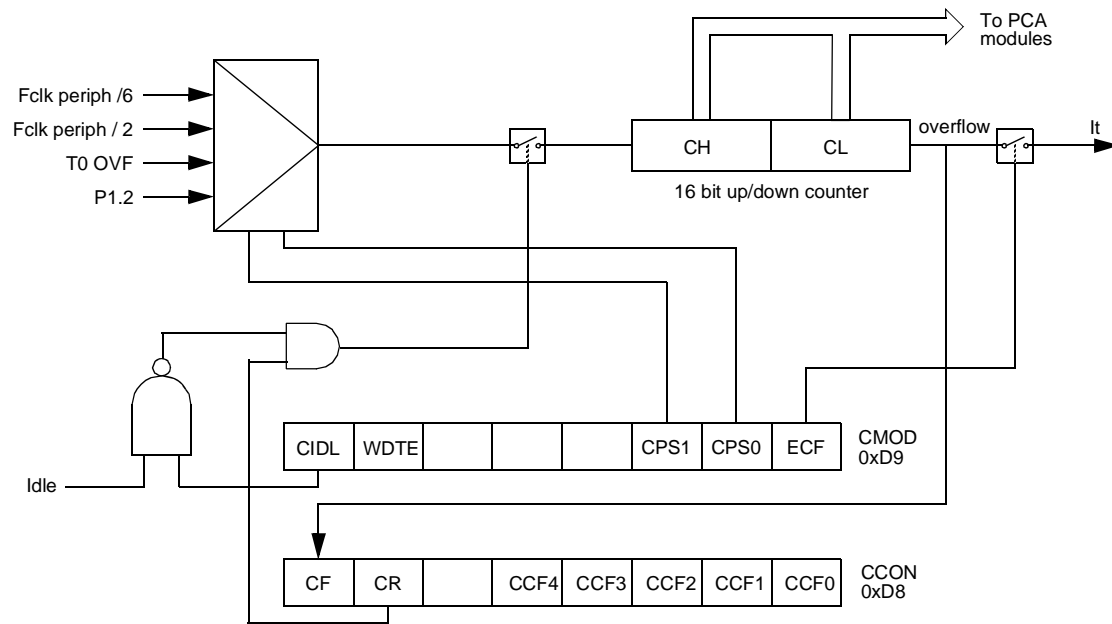 To PCA
modules
Fclk periph /6
Fclk periph / 2
T0 OVF
P1.2
CH
CL
overflow
It
16 bit up/down counter
CIDL WDTE CPS1 CPS0 ECF
CMOD
0xD9
Idle
CF CR CCF4 CCF3 CCF2 CCF1 CCF0
CCON
0xD8